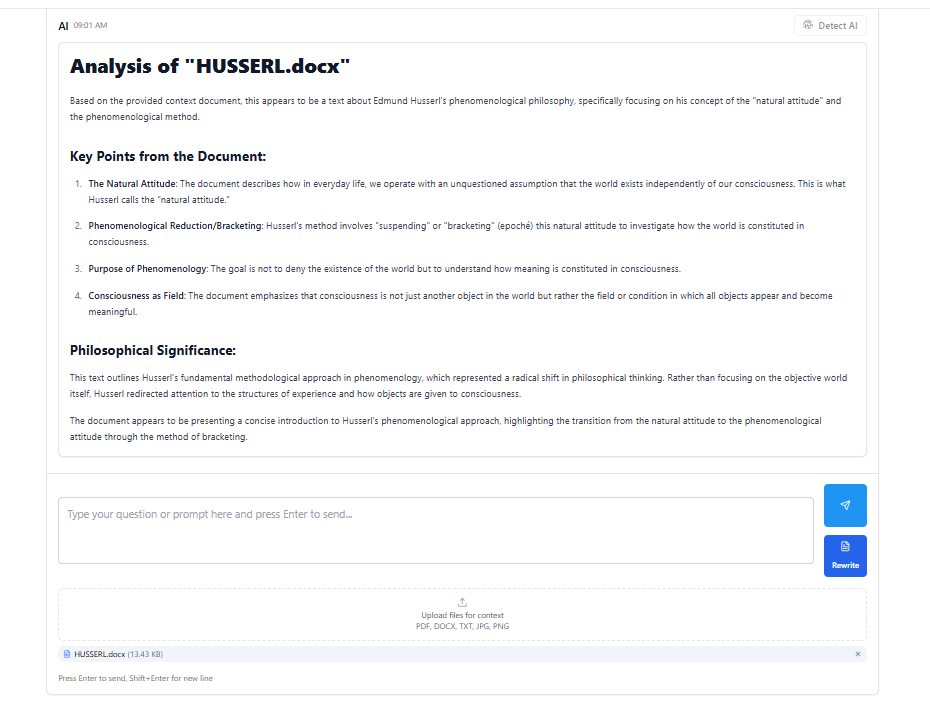 AI 09:01 AM
Detect AI
Analysis of "HUSSERL.docx"
Based on the provided context document, this appears to be a text about Edmund Husserl's phenomenological philosophy, specifically focusing on his concept of the "natural attitude" and
the phenomenological method.
Key Points from the Document:
1. The Natural Attitude: The document describes how in everyday life, we operate with an unquestioned assumption that the world exists independently of our consciousness. This is what
Husserl calls the "natural attitude."
2. Phenomenological Reduction/Bracketing: Husserl's method involves "suspending" or "bracketing" (epoché) this natural attitude to investigate how the world is constituted in
consciousness.
3. Purpose of Phenomenology: The goal is not to deny the existence of the world but to understand how meaning is constituted in consciousness.
4. Consciousness as Field: The document emphasizes that consciousness is not just another object in the world but rather the field or condition in which all objects appear and become
meaningful.
Philosophical Significance:
This text outlines Husserl's fundamental methodological approach in phenomenology, which represented a radical shift in philosophical thinking. Rather than focusing on the objective world
itself, Husserl redirected attention to the structures of experience and how objects are given to consciousness.
The document appears to be presenting a concise introduction to Husserl's phenomenological approach, highlighting the transition from the natural attitude to the phenomenological
attitude through the method of bracketing.
Type your question or prompt here and press Enter to send...
Rewrite
Upload files for context
PDF, DOCX, TXT, JPG, PNG
HUSSERL.docx (13.43 KB)
Press Enter to send, Shift+Enter for new line